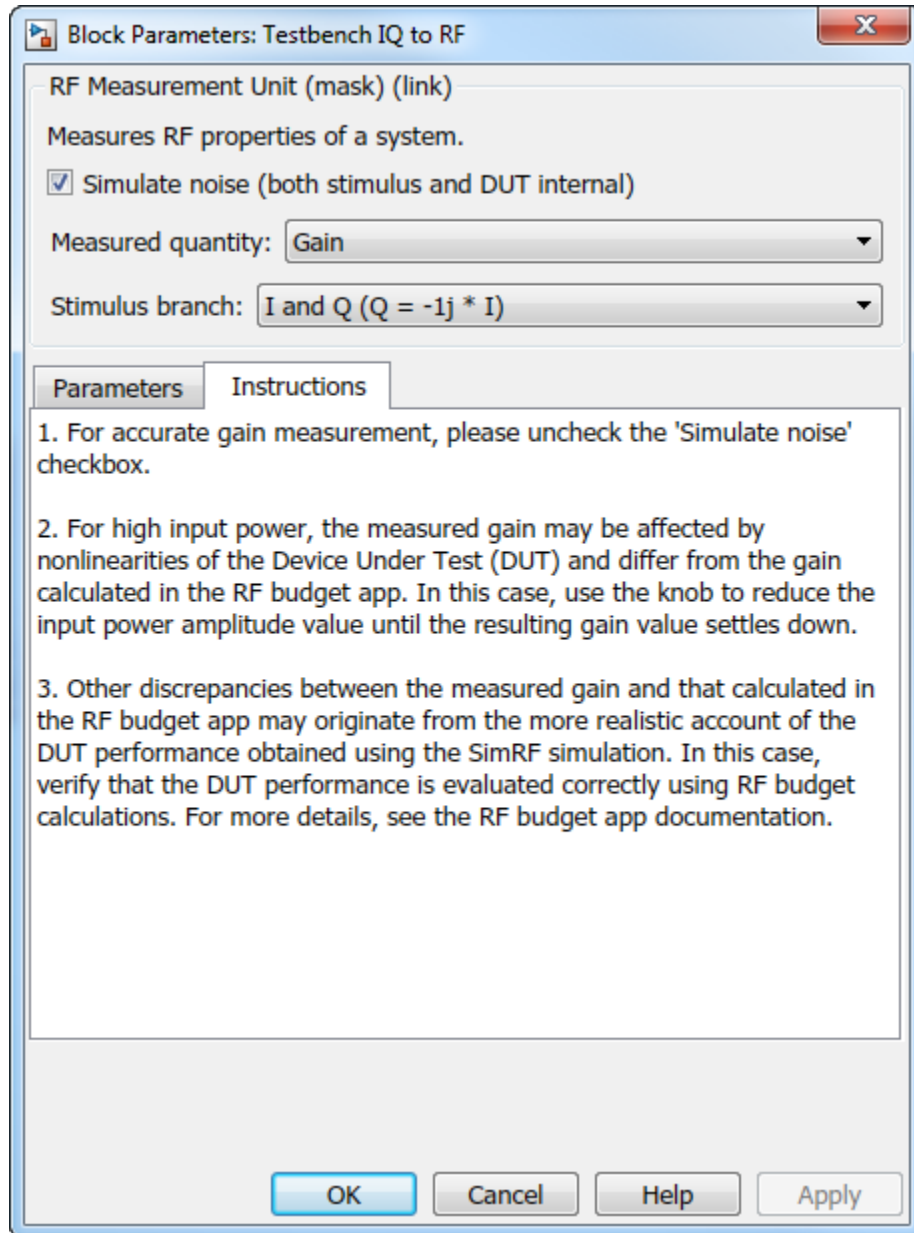 Block Parameters: Testbench IQ to RF
RF Measurement Unit (mask) (link)
Measures RF properties of a system.
Simulate noise (both stimulus and DUT internal)
Measured quantity: Gain
Stimulus branch: I and Q (Q = -1j * I)
Parameters Instructions
1. For accurate gain measurement, please uncheck the 'Simulate noise'
checkbox.
2. For high input power, the measured gain may be affected by
nonlinearities of the Device Under Test (DUT) and differ from the gain
calculated in the RF budget app. In this case, use the knob to reduce the
input power amplitude value until the resulting gain value settles down.
3. Other discrepancies between the measured gain and that calculated in
the RF budget app may originate from the more realistic account of the
DUT performance obtained using the SimRF simulation. In this case,
verify that the DUT performance is evaluated correctly using RF budget
calculations. For more details, see the RF budget app documentation.
OK Cancel Help Apply